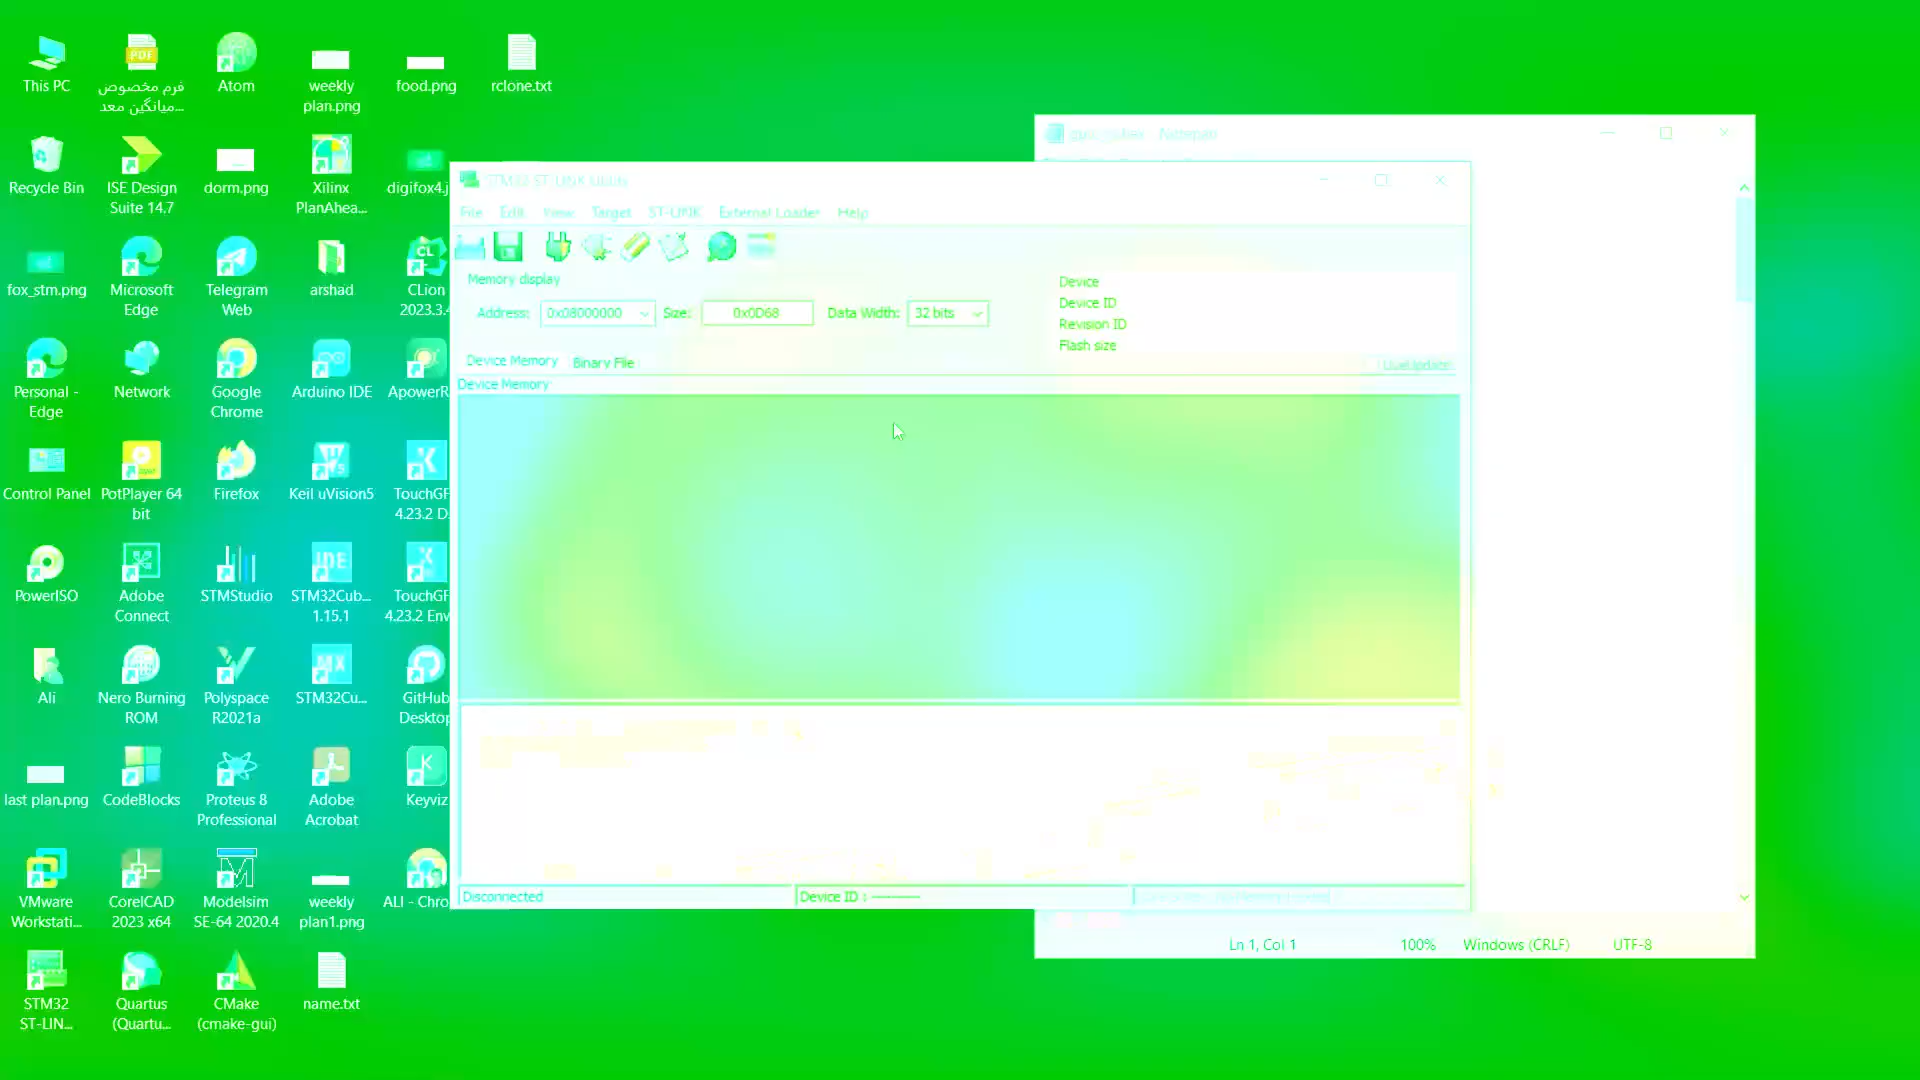 This PC
فرم مخصوص
میانگین معد...
Atom
weekly
plan.png
food.png
rclone.txt
Recycle Bin
ISE Design
Suite 14.7
dorm.png
Xilinx
PlanAhea...
digifox4.j
fox_stm.png
Microsoft
Edge
Telegram
Web
arshad
CLion
2023.3.4
Personal -
Edge
Network
Google
Chrome
Arduino IDE
ApowerR
Control Panel
PotPlayer 64
bit
Firefox
Keil uVision5
TouchGF
4.23.2 D
PowerISO
Adobe
Connect
STMStudio
STM32Cub...
1.15.1
TouchGF
4.23.2 Env
Ali
Nero Burning
ROM
Polyspace
R2021a
STM32Cu...
GitHub
Desktop
last plan.png
CodeBlocks
Proteus 8
Professional
Adobe
Acrobat
Keyviz
VMware
Workstati...
CorelCAD
2023 x64
Modelsim
SE-64 2020.4
weekly
plan1.png
ALI - Chro
STM32
ST-LIN...
Quartus
(Quartu...
CMake
(cmake-gui)
name.txt
Notepad
STM32 ST-LINK Utility
File Edit View Target ST-LINK External Loader Help
Memory display
Address: 0x08000000 Size: 0x0D68 Data Width: 32 bits
Device
Device ID
Revision ID
Flash size
LiveUpdate
Device Memory Binary File
Device Memory
Disconnected
Device ID : --------
Ln 1, Col 1
100%
Windows (CRLF)
UTF-8